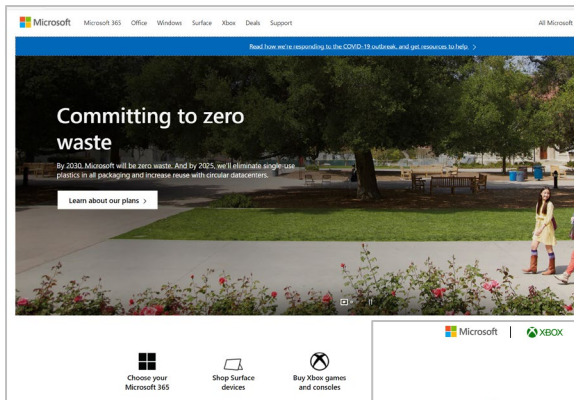 Microsoft Microsoft 365 Office Windows Surface Xbox Deals Support All Microsoft
Read how we're responding to the COVID-19 outbreak, and get resources to help >
Committing to zero
waste
By 2030, Microsoft will be zero waste. And by 2025, we'll eliminate single-use
plastics in all packaging and increase reuse with circular datacenters.
Learn about our plans >
Microsoft | XBOX
Choose your
Microsoft 365
Shop Surface
devices
Buy Xbox games
and consoles